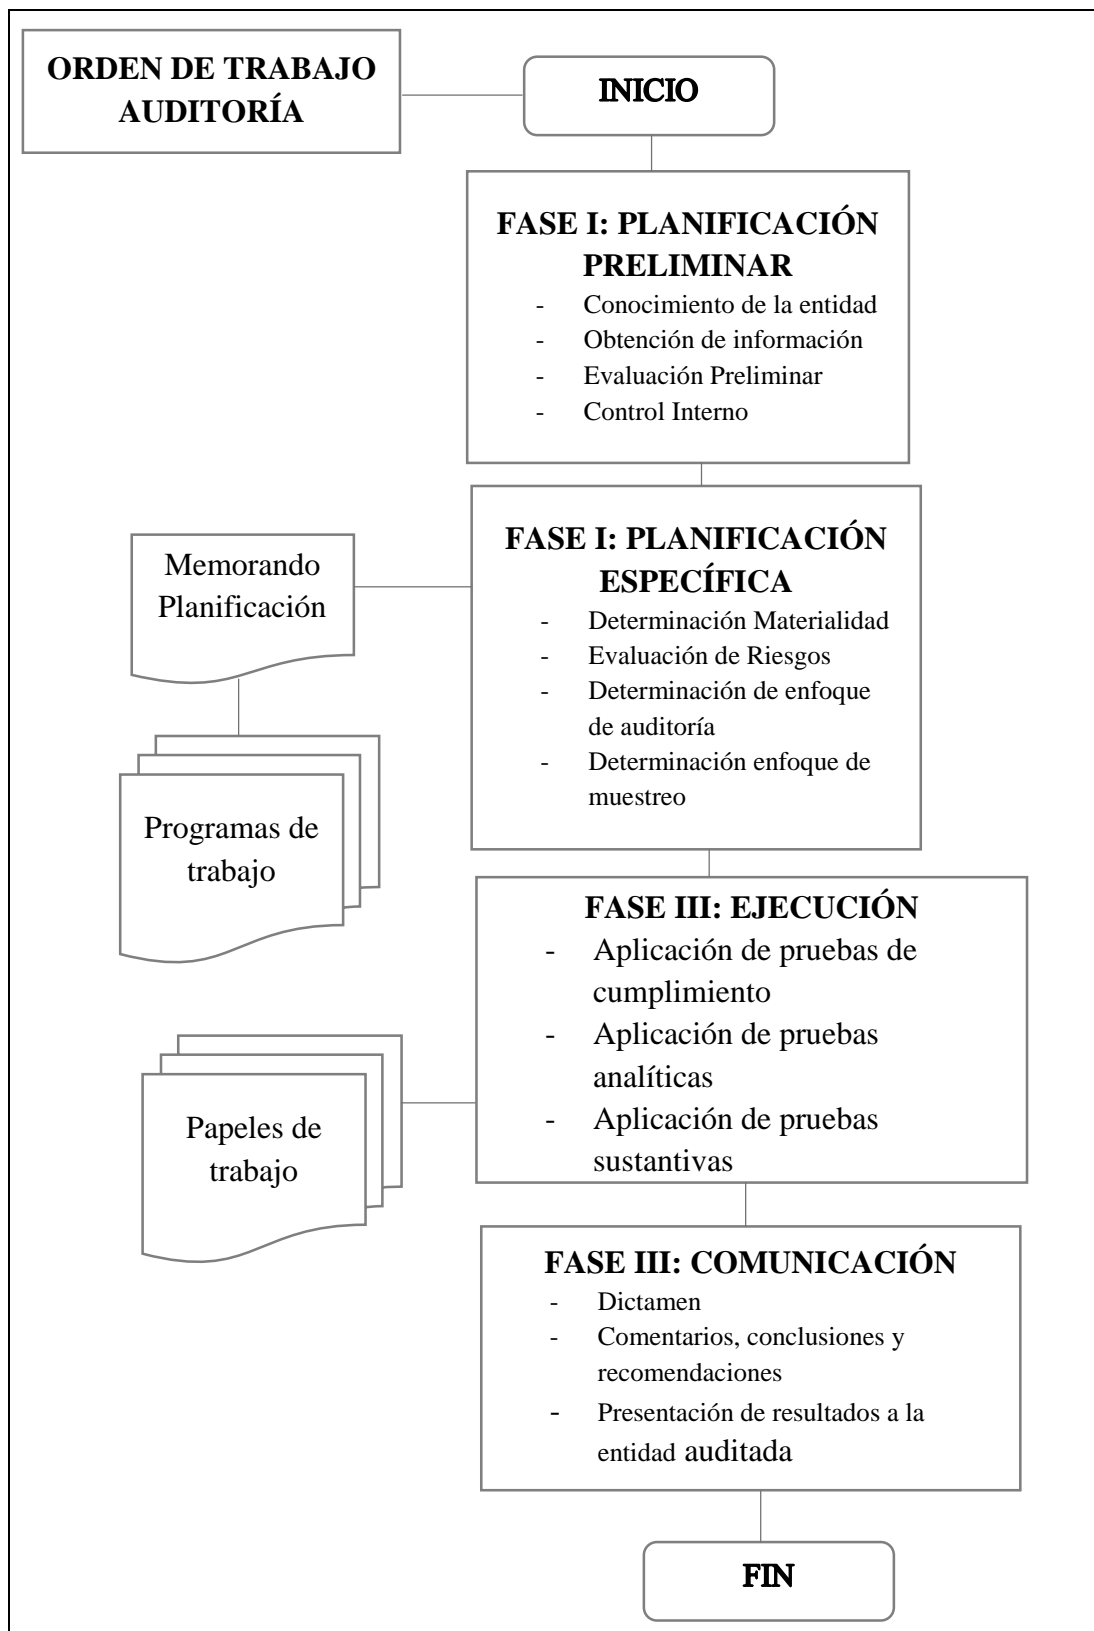 ORDEN DE TRABAJO
AUDITORÍA
INICIO
FASE I: PLANIFICACIÓN
PRELIMINAR
- Conocimiento de la entidad
- Obtención de información
- Evaluación Preliminar
- Control Interno
FASE I: PLANIFICACIÓN
ESPECÍFICA
- Determinación Materialidad
- Evaluación de Riesgos
- Determinación de enfoque
de auditoría
- Determinación enfoque de
muestreo
Memorando
Planificación
Programas de
trabajo
FASE III: EJECUCIÓN
- Aplicación de pruebas de
cumplimiento
- Aplicación de pruebas
analíticas
- Aplicación de pruebas
sustantivas
Papeles de
trabajo
FASE III: COMUNICACIÓN
- Dictamen
- Comentarios, conclusiones y
recomendaciones
- Presentación de resultados a la
entidad auditada
FIN